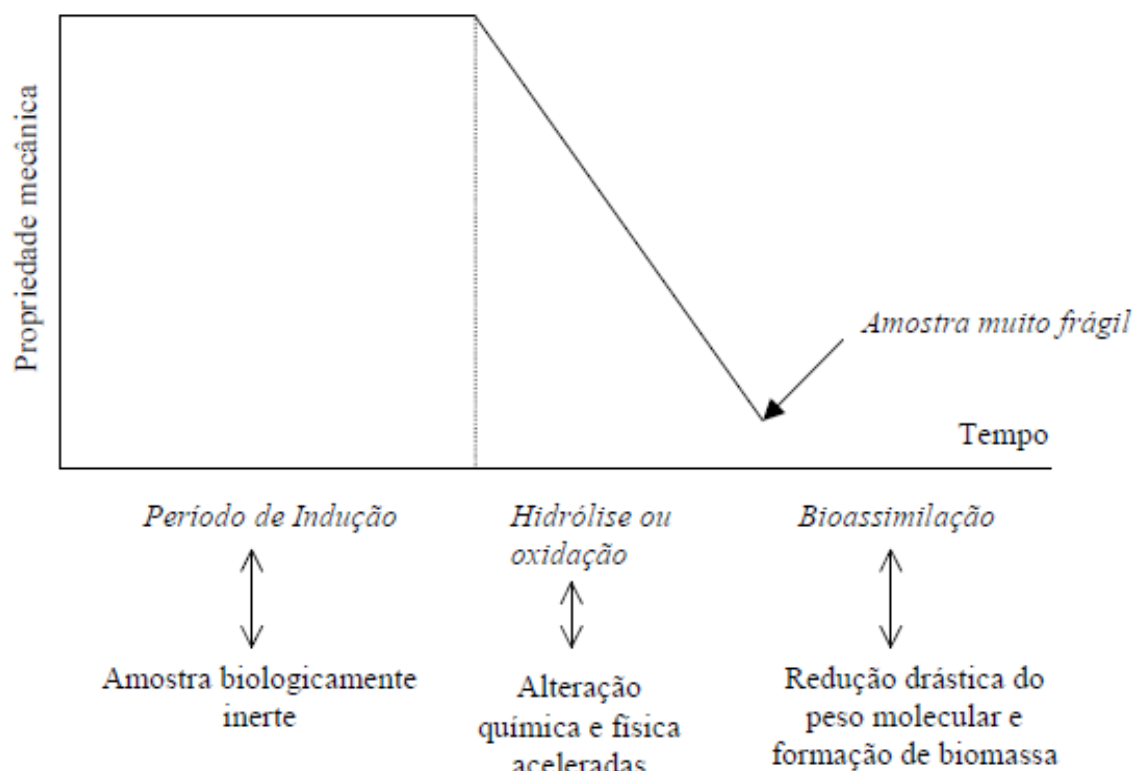 Propriedade mecânica
Amostra muito frágil
Tempo
Período de Indução
Hidrólise ou
oxidação
Bioassimilação
Amostra biologicamente
inerte
Alteração
química e física
aceleradas
Redução drástica do
peso molecular e
formação de biomassa